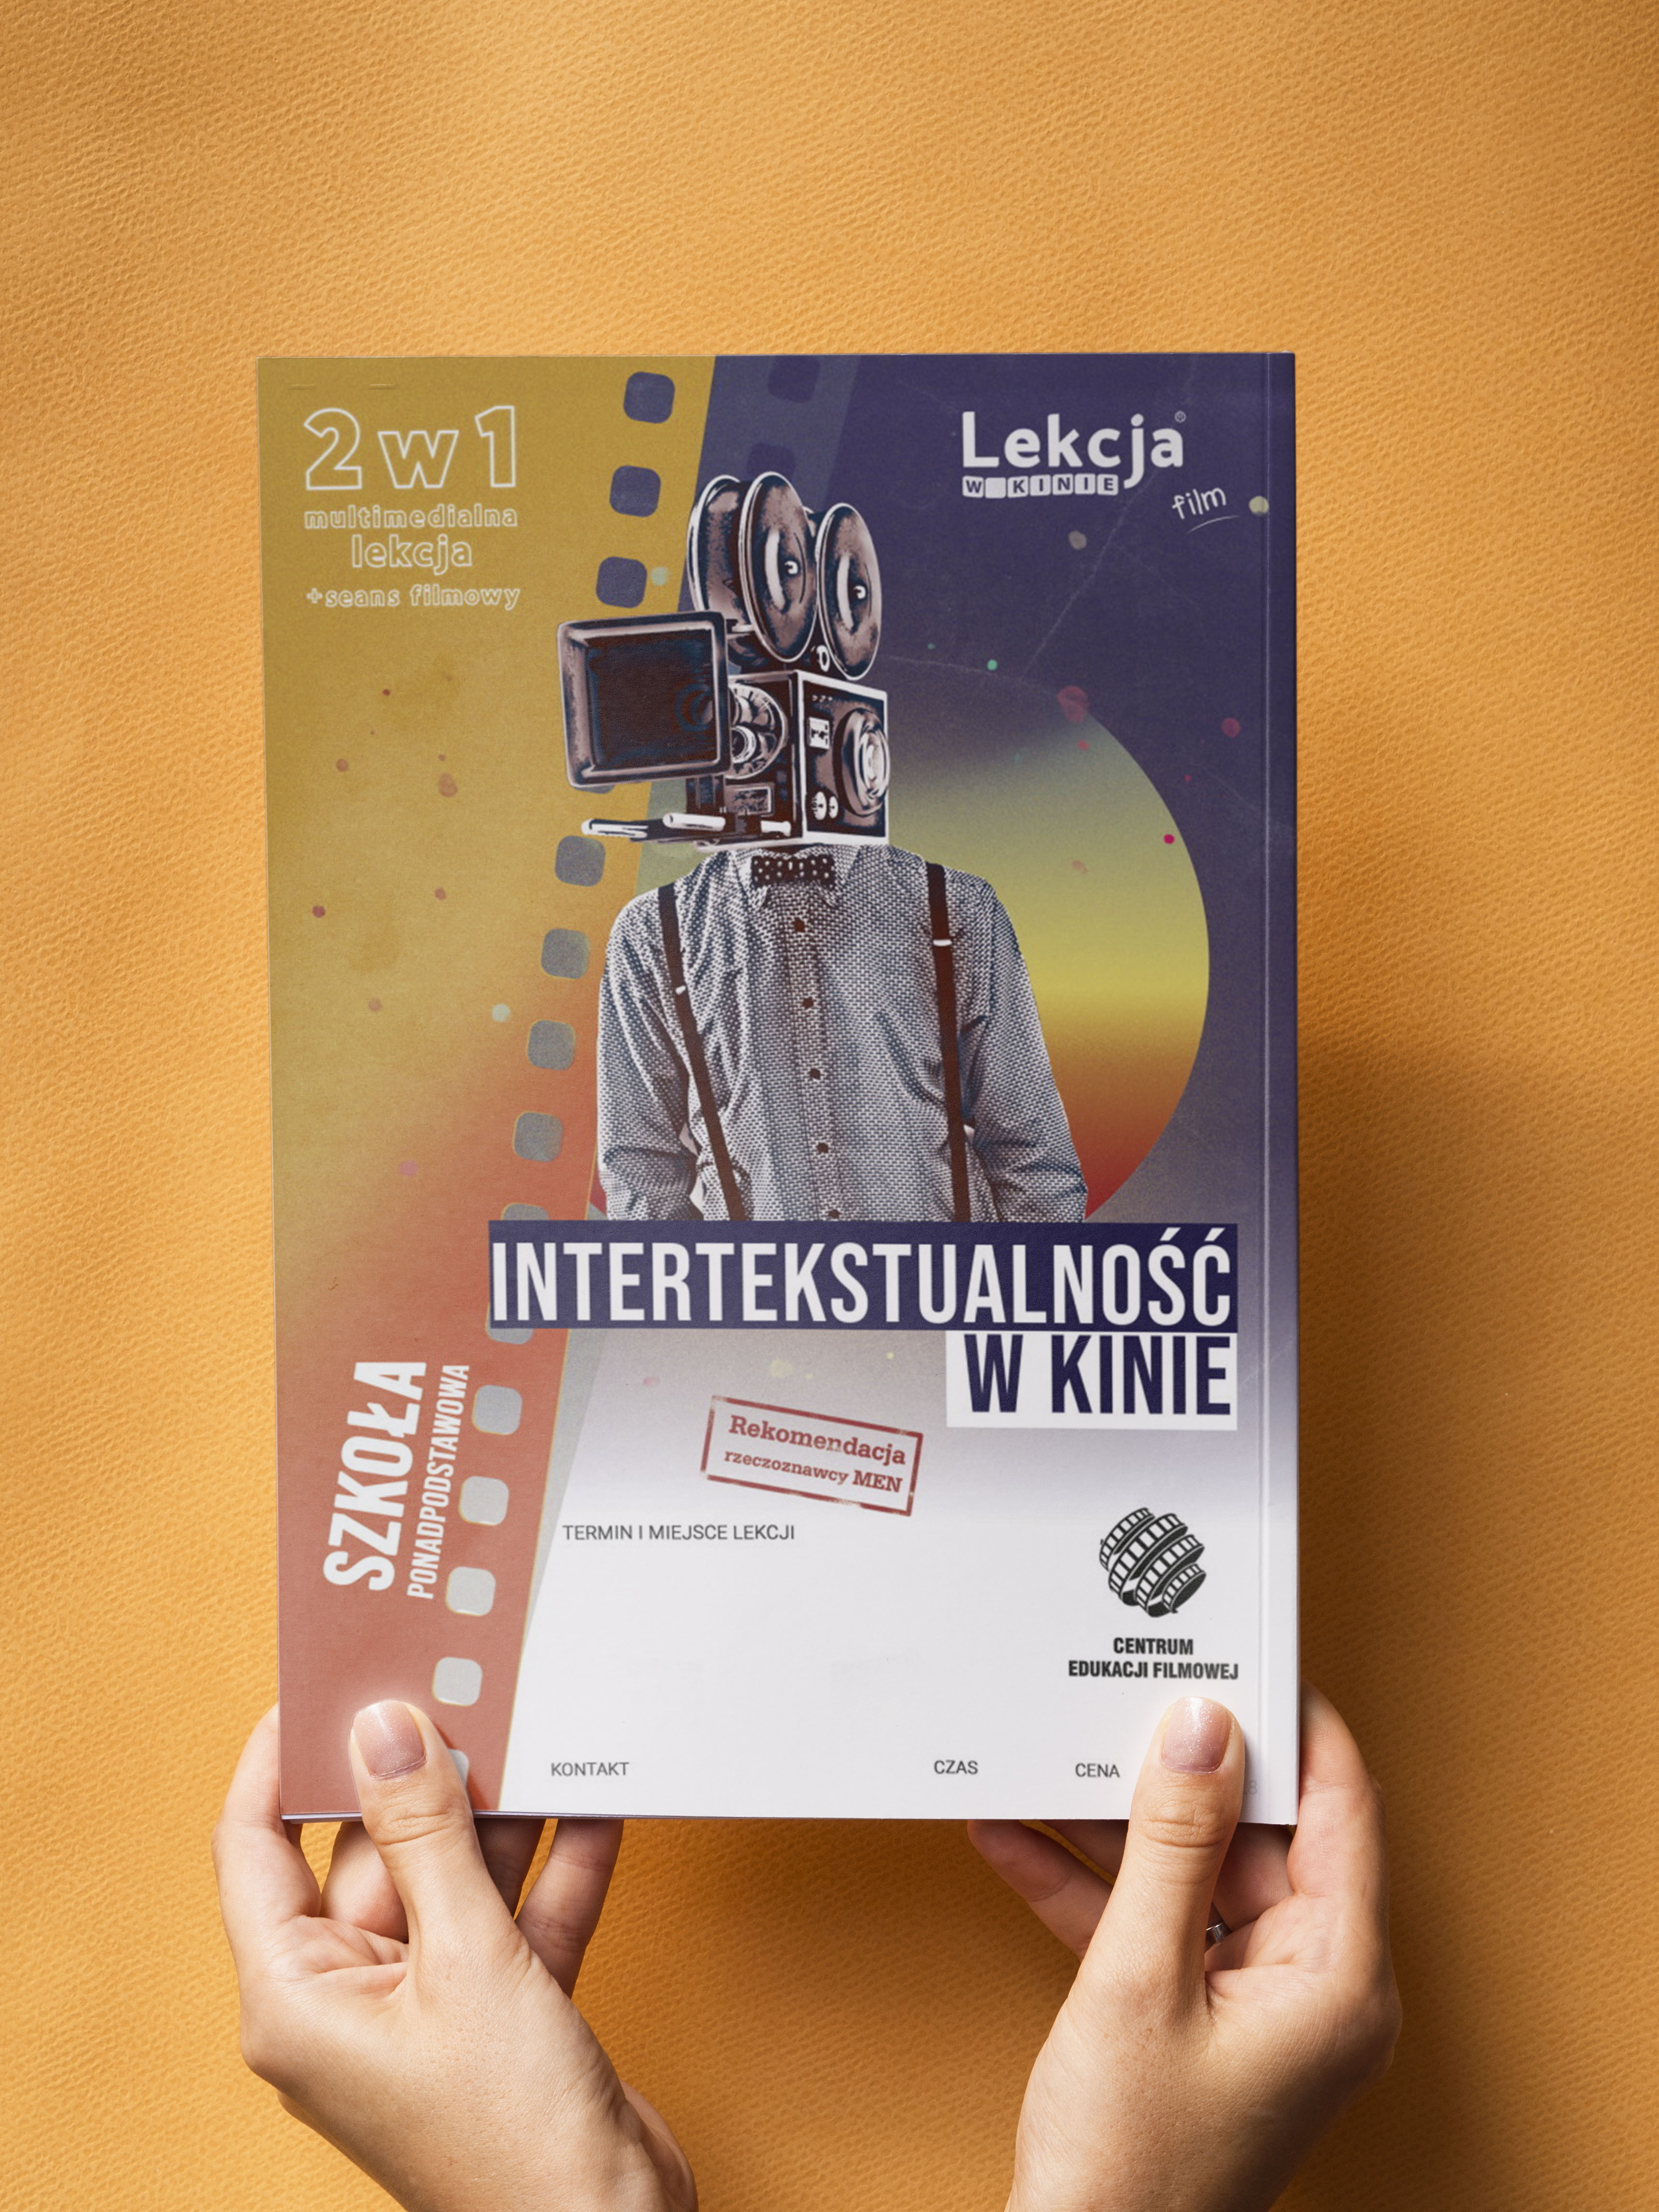 2 w 1
multimedialna
lekcja
+seans filmowy
Lekcja®
W KINIE
film
INTERTEKSTUALNOŚĆ
W KINIE
SZKOŁA
PONADPODSTAWOWA
Rekomendacja
rzeczoznawcy MEN
TERMIN I MIEJSCE LEKCJI
CENTRUM
EDUKACJI FILMOWEJ
KONTAKT
CZAS
CENA